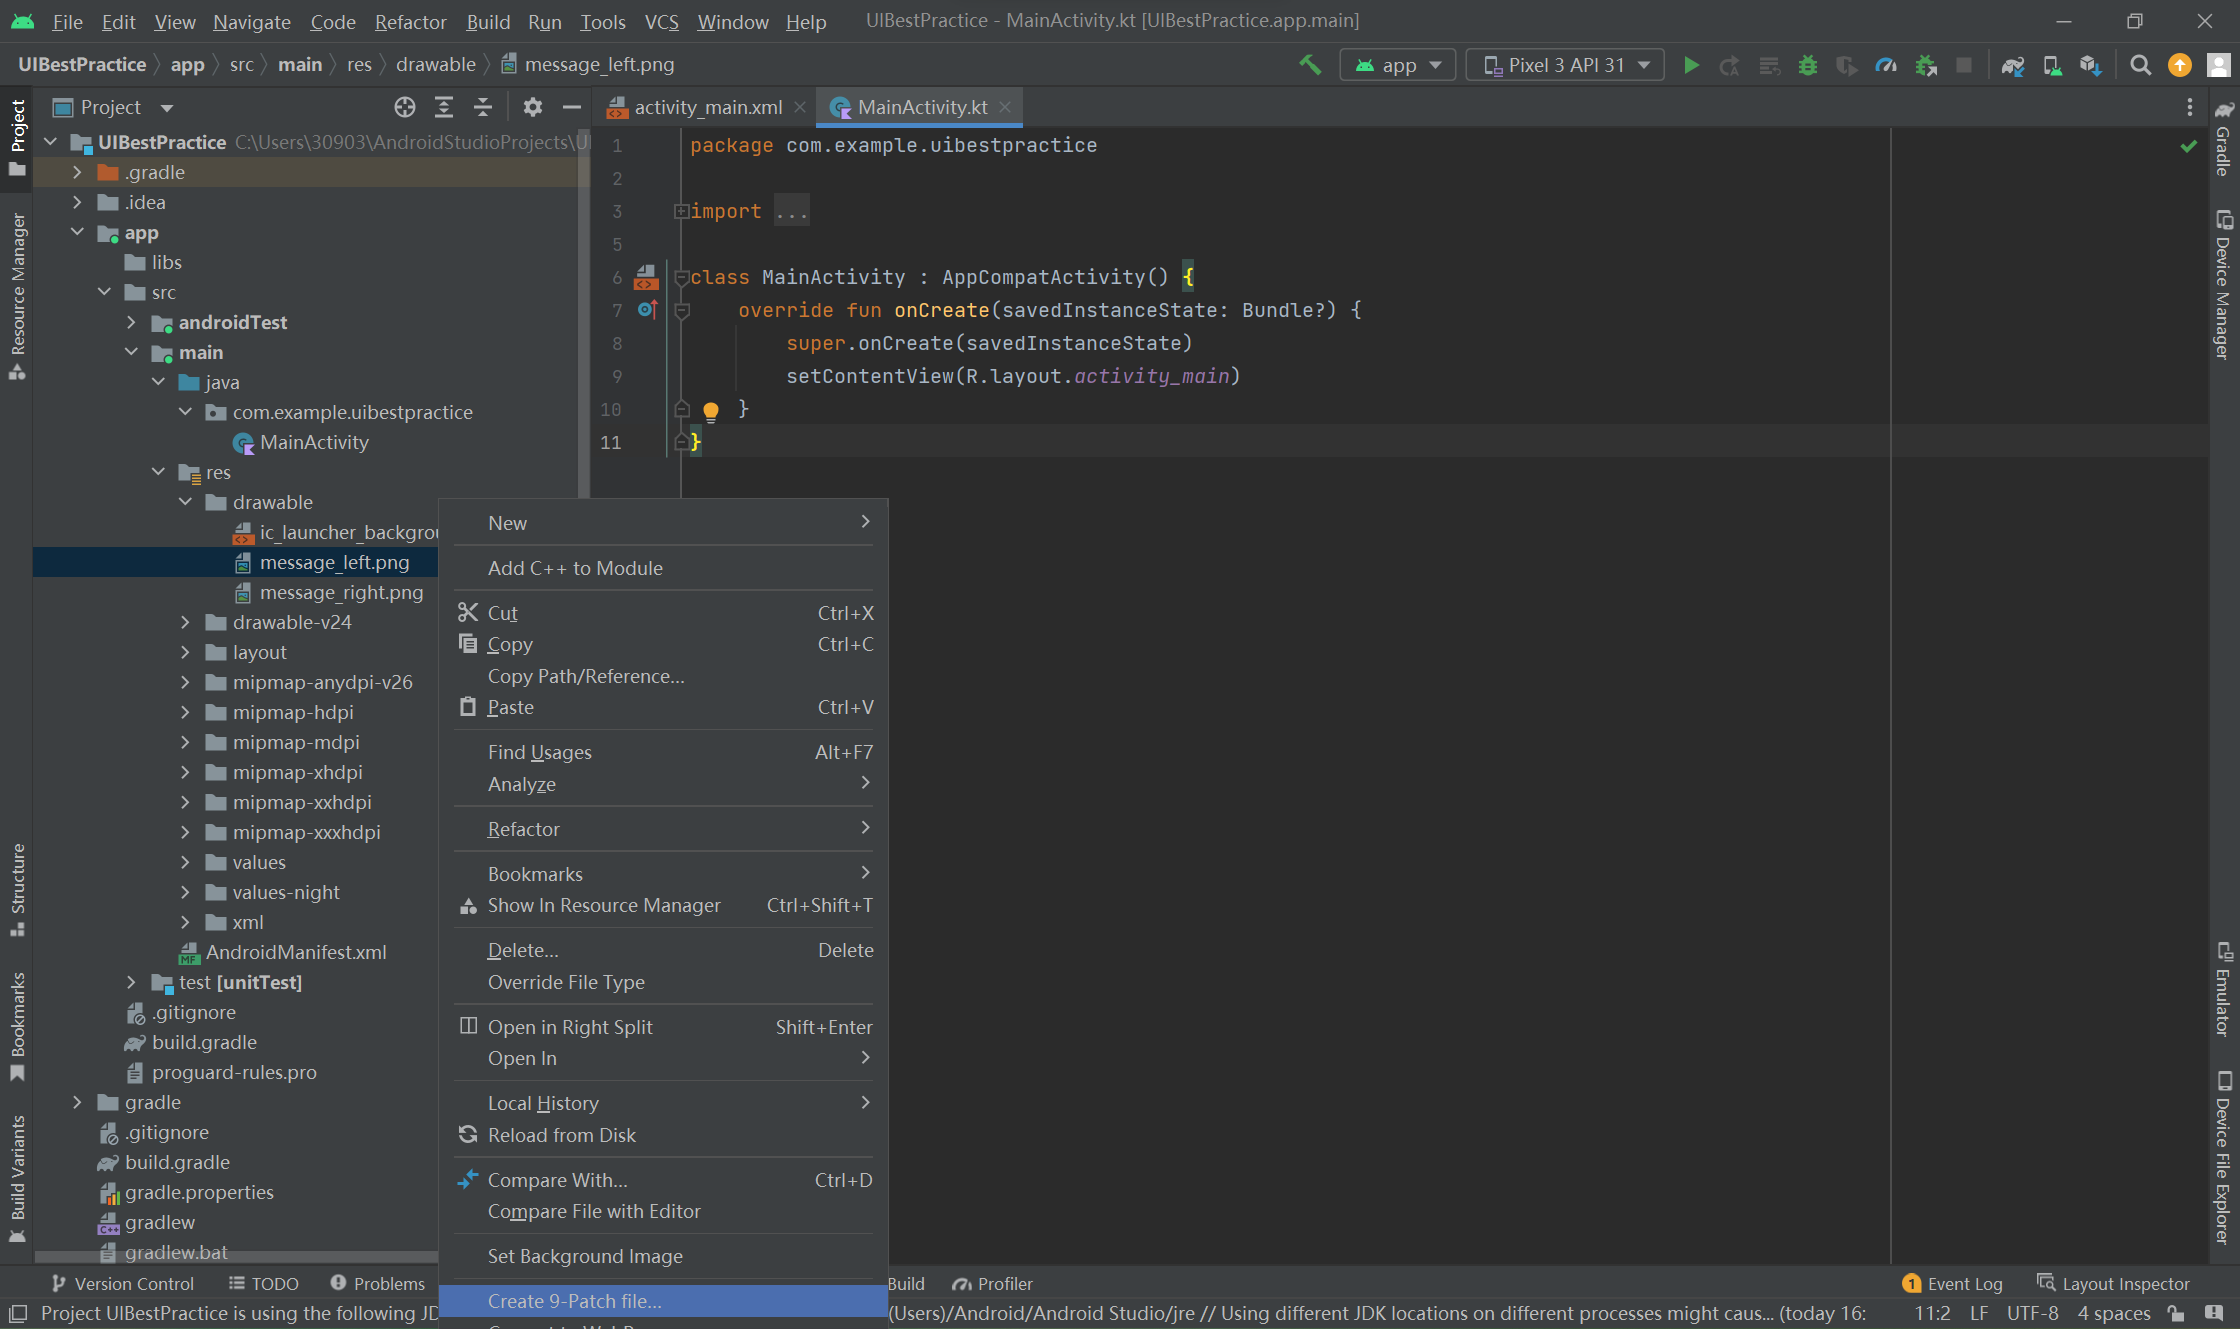 File Edit View Navigate Code Refactor Build Run Tools VCS Window Help UIBestPractice - MainActivity.kt [UIBestPractice.app.main]
UIBestPractice app src main res drawable message_left.png app Pixel 3 API 31
Project activity_main.xml MainActivity.kt
UIBestPractice C:\Users\30903\AndroidStudioProjects\UI
.gradle
.idea
app
libs
src
androidTest
main
java
com.example.uibestpractice
MainActivity
res
drawable
ic_launcher_backgrou
message_left.png
message_right.png
drawable-v24
layout
mipmap-anydpi-v26
mipmap-hdpi
mipmap-mdpi
mipmap-xhdpi
mipmap-xxhdpi
mipmap-xxxhdpi
values
values-night
xml
AndroidManifest.xml
test [unitTest]
.gitignore
build.gradle
proguard-rules.pro
gradle
.gitignore
build.gradle
gradle.properties
gradlew
gradlew.bat
1 package com.example.uibestpractice
2
3 import ...
5
6 class MainActivity : AppCompatActivity() {
7 override fun onCreate(savedInstanceState: Bundle?) {
8 super.onCreate(savedInstanceState)
9 setContentView(R.layout.activity_main)
10 }
11 }
New
Add C++ to Module
Cut Ctrl+X
Copy Ctrl+C
Copy Path/Reference...
Paste Ctrl+V
Find Usages Alt+F7
Analyze
Refactor
Bookmarks
Show In Resource Manager Ctrl+Shift+T
Delete... Delete
Override File Type
Open in Right Split Shift+Enter
Open In
Local History
Reload from Disk
Compare With... Ctrl+D
Compare File with Editor
Set Background Image
Create 9-Patch file...
Project
Resource Manager
Structure
Bookmarks
Build Variants
Gradle
Device Manager
Emulator
Device File Explorer
Version Control TODO Problems Build Profiler 1 Event Log Layout Inspector
Project UIBestPractice is using the following JD (Users)/Android/Android Studio/jre // Using different JDK locations on different processes might caus... (today 16: 11:2 LF UTF-8 4 spaces